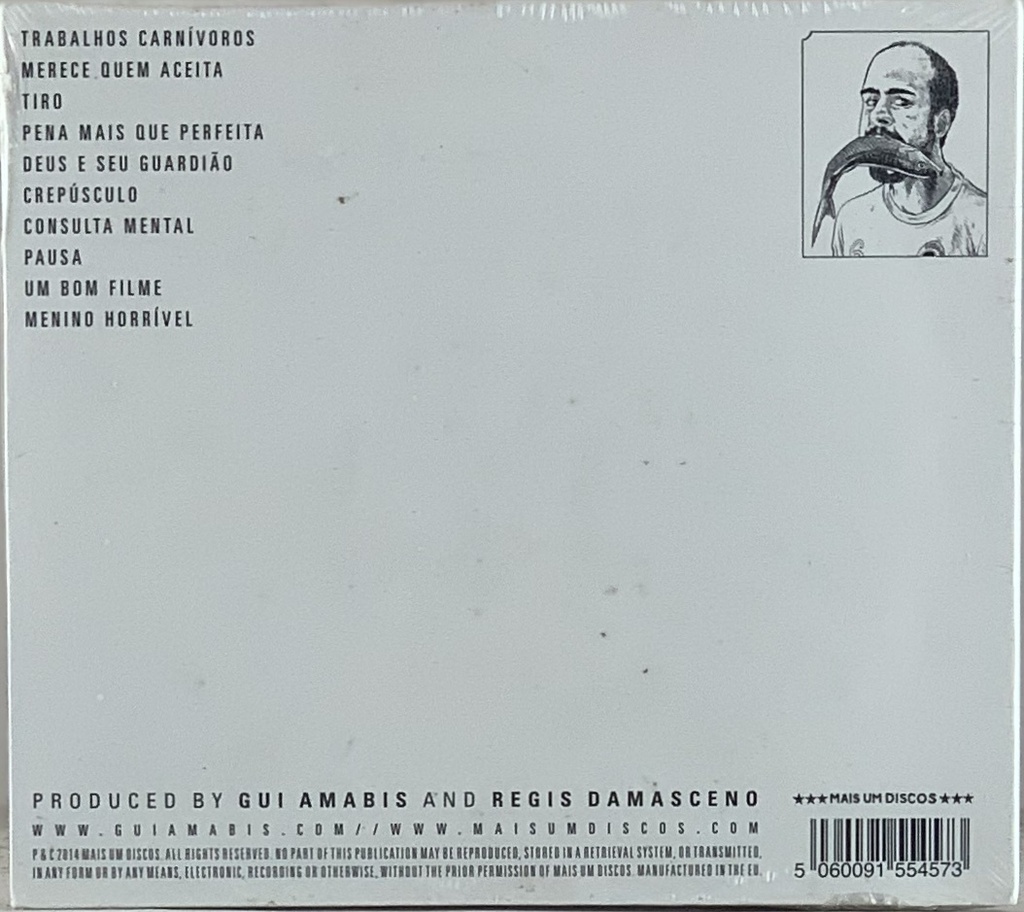 TRABALHOS CARNÍVOROS
MERECE QUEM ACEITA
TIRO
PENA MAIS QUE PERFEITA
DEUS E SEU GUARDIÃO
CREPÚSCULO
CONSULTA MENTAL
PAUSA
UM BOM FILME
MENINO HORRÍVEL
PRODUCED BY GUI AMABIS AND REGIS DAMASCENO
WWW.GUIAMABIS.COM//WWW.MAISUMDISCOS.COM
P & C 2014 MAIS UM DISCOS. ALL RIGHTS RESERVED. NO PART OF THIS PUBLICATION MAY BE REPRODUCED, STORED IN A RETRIEVAL SYSTEM, OR TRANSMITTED,
IN ANY FORM OR BY ANY MEANS, ELECTRONIC, RECORDING OR OTHERWISE, WITHOUT THE PRIOR PERMISSION OF MAIS UM DISCOS. MANUFACTURED IN THE EU.
★★★MAIS UM DISCOS★★★
5 060091 554573